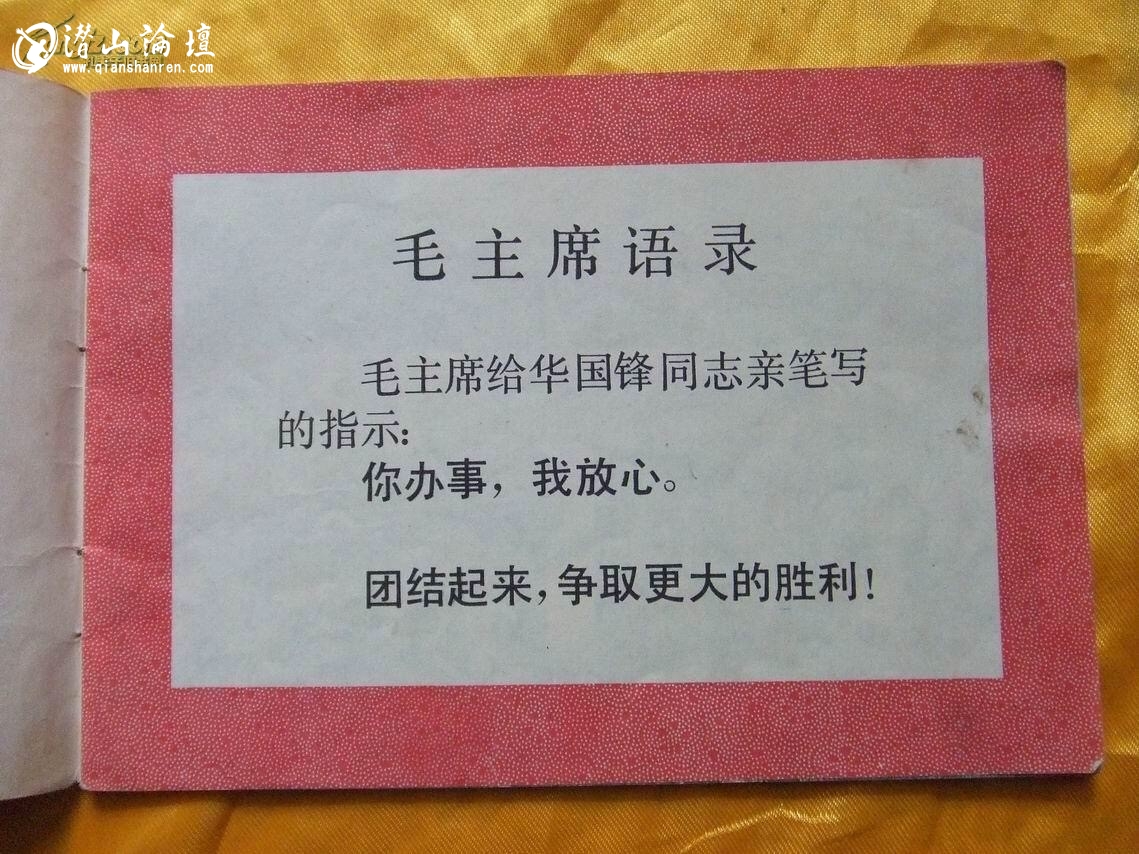 潜山論壇
www.qianshanren.com
毛主席语录
毛主席给华国锋同志亲笔写
的指示：
你办事，我放心。
团结起来，争取更大的胜利！